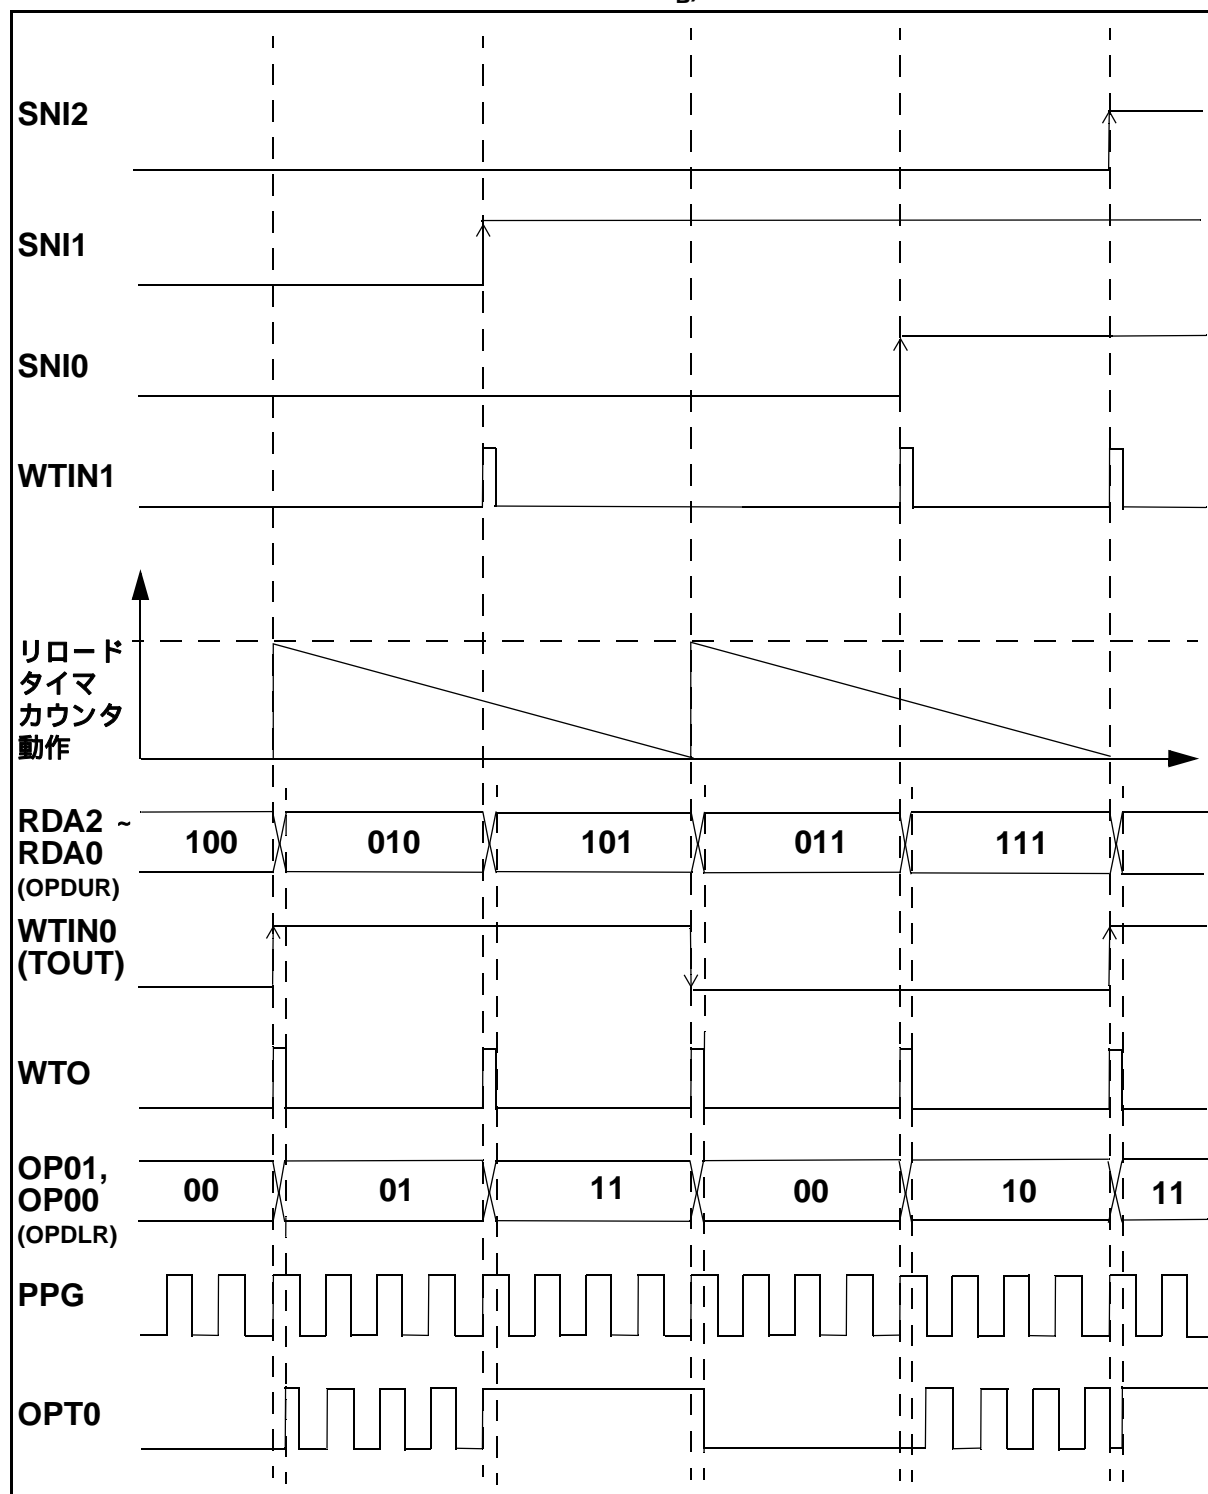 SNI2
SNI1
SNI0
WTIN1
リロード
タイマ
カウンタ
動作
RDA2 ~
RDA0
(OPDUR)
100 010 101 011 111
WTIN0
(TOUT)
WTO
OP01,
OP00
(OPDLR)
00 01 11 00 10 11
PPG
OPT0